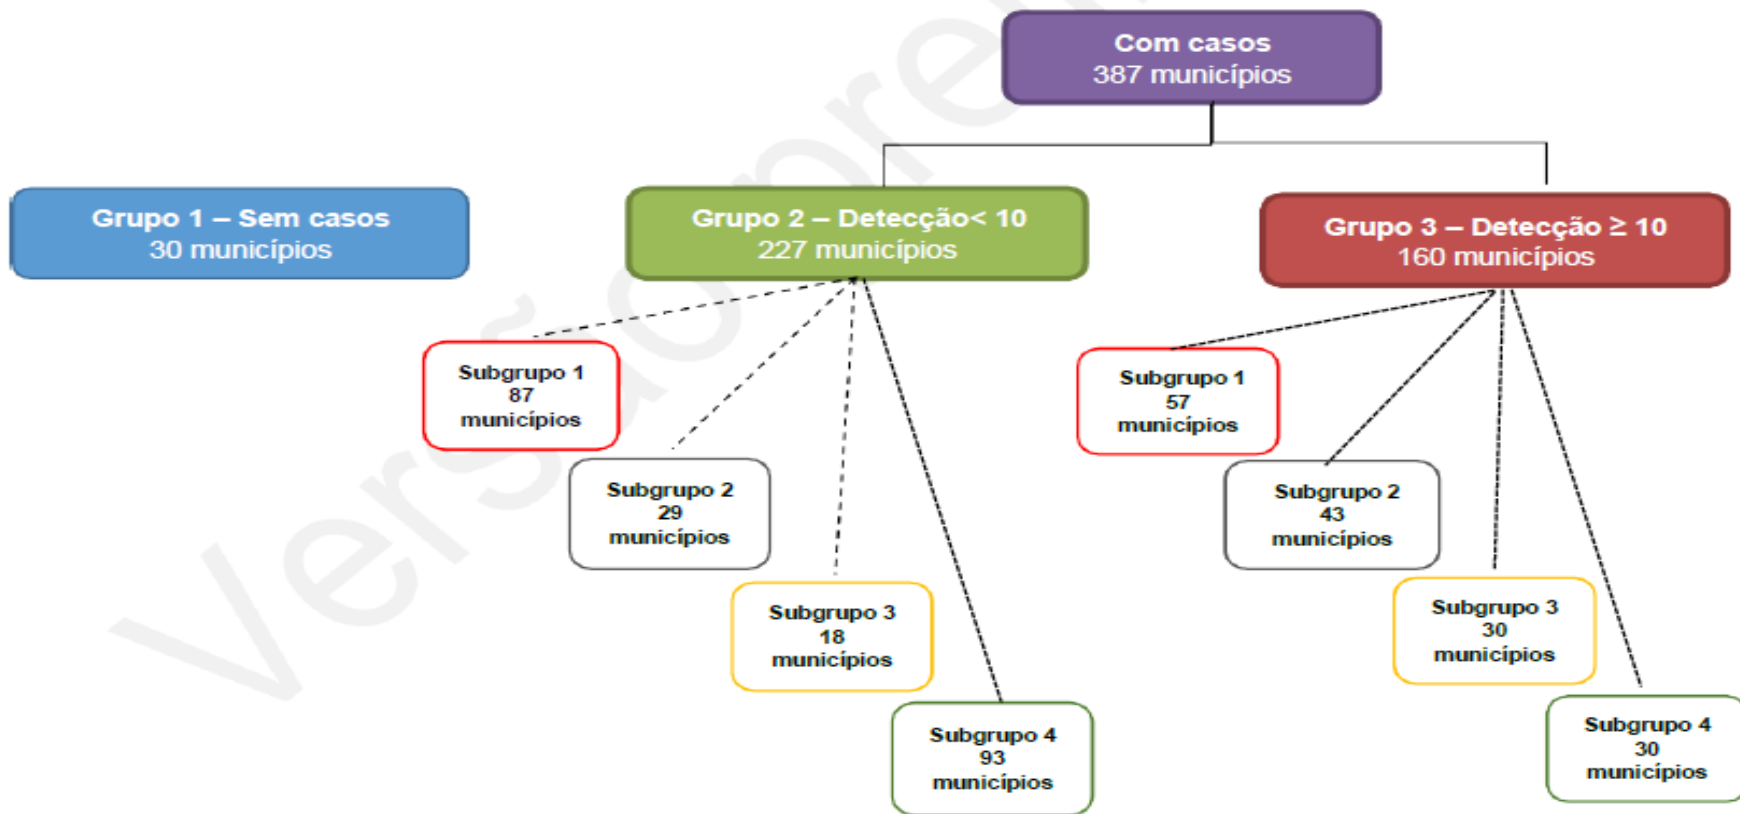 Com casos
387 municípios
Grupo 1 – Sem casos
30 municípios
Grupo 2 – Detecção< 10
227 municípios
Grupo 3 – Detecção ≥ 10
160 municípios
Subgrupo 1
87
municípios
Subgrupo 2
29
municípios
Subgrupo 3
18
municípios
Subgrupo 4
93
municípios
Subgrupo 1
57
municípios
Subgrupo 2
43
municípios
Subgrupo 3
30
municípios
Subgrupo 4
30
municípios
Versão pre